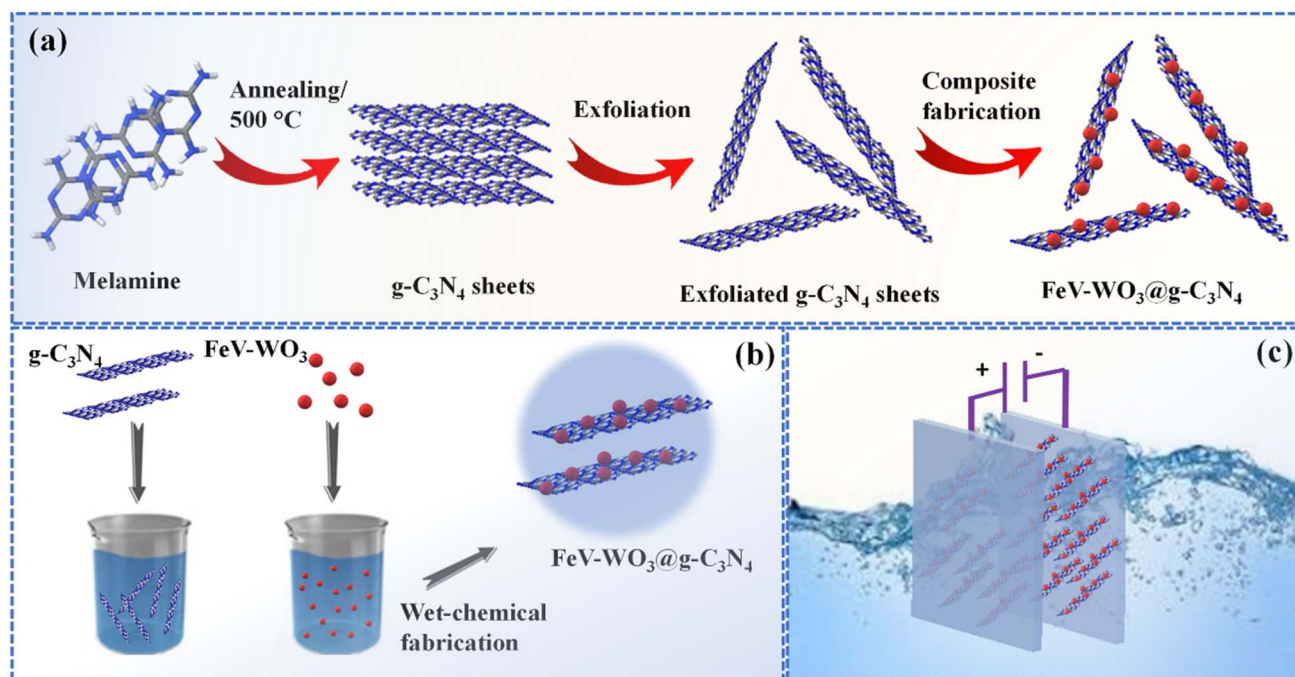 (a)
Annealing/
500 °C
Exfoliation
Composite
fabrication
Melamine
g-C₃N₄ sheets
Exfoliated g-C₃N₄ sheets
FeV-WO₃@g-C₃N₄
(b)
g-C₃N₄
FeV-WO₃
FeV-WO₃@g-C₃N₄
Wet-chemical
fabrication
(c)
+ -